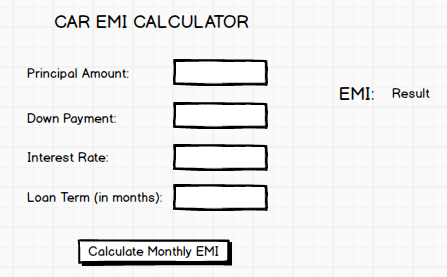 CAR EMI CALCULATOR
Principal Amount:
EMI: Result
Down Payment:
Interest Rate:
Loan Term (in months):
Calculate Monthly EMI